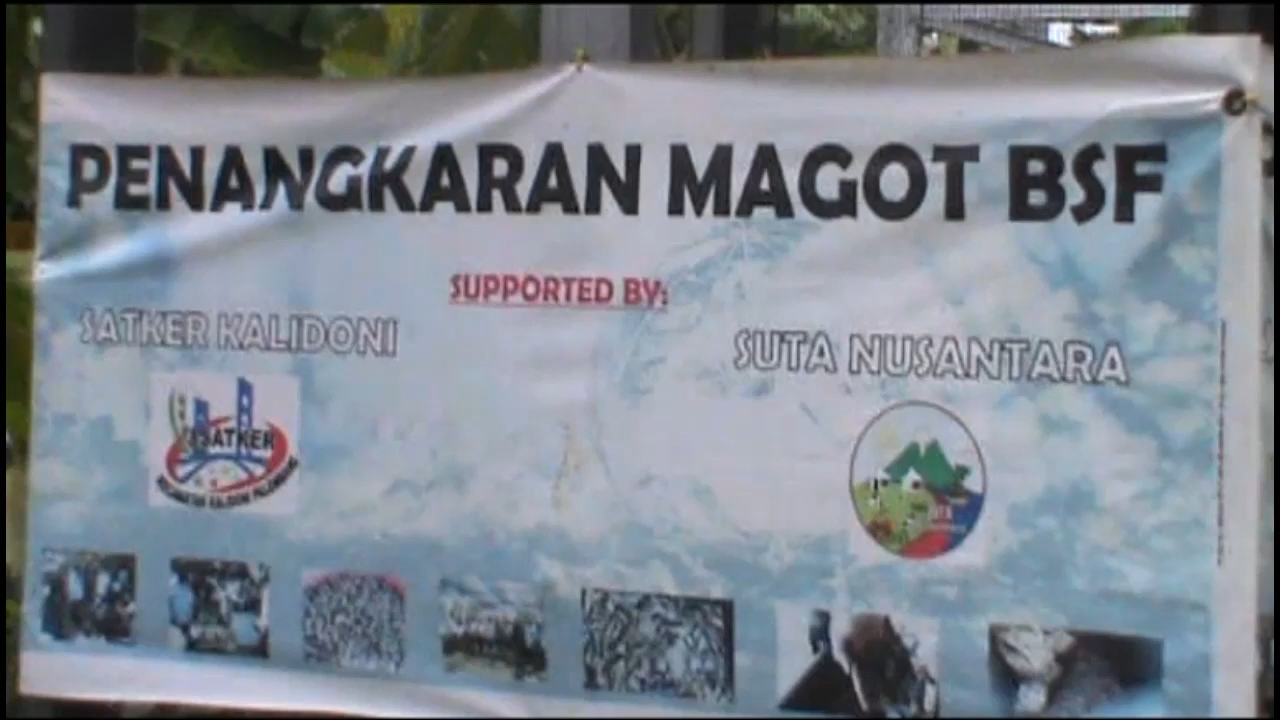 PENANGKARAN MAGOT BSF
SUPPORTED BY:
SATKER KALIDONI
SUTA NUSANTARA
SATKER